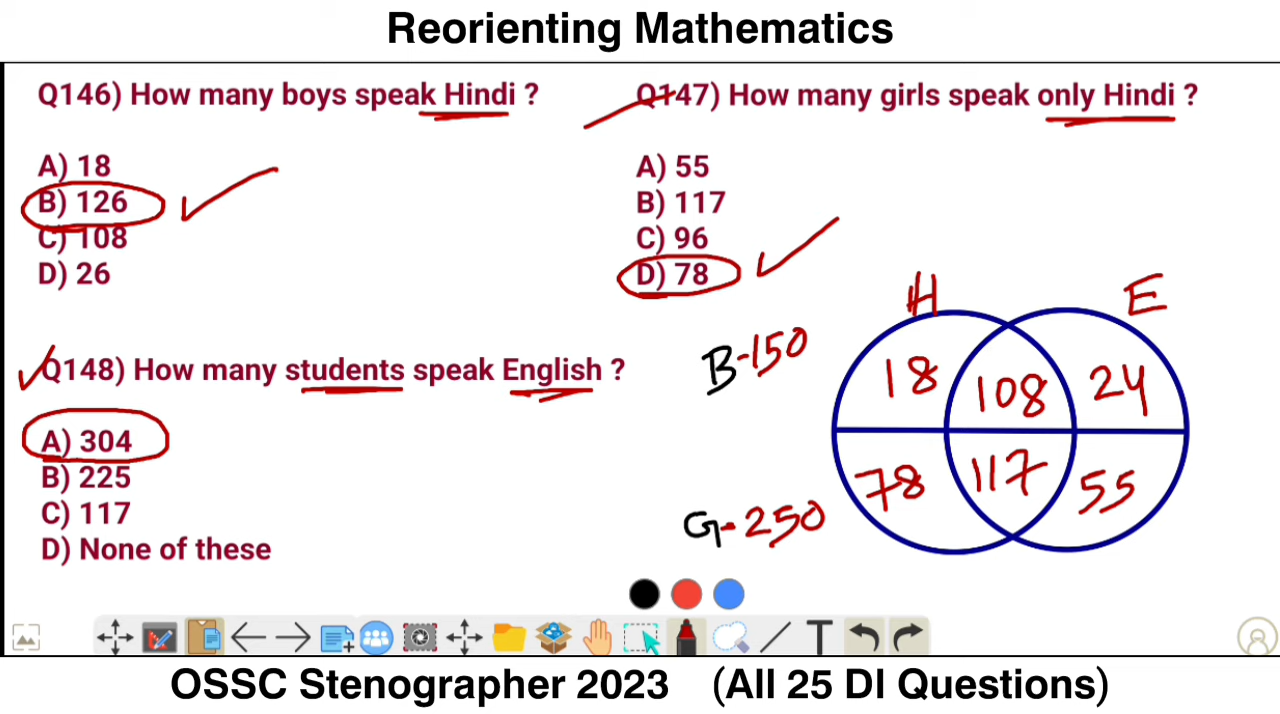 Reorienting Mathematics
Q146) How many boys speak Hindi ?
A) 18
B) 126
C) 108
D) 26
Q147) How many girls speak only Hindi ?
A) 55
B) 117
C) 96
D) 78
Q148) How many students speak English ?
A) 304
B) 225
C) 117
D) None of these
H
E
B-150
18
108
24
G-250
78
117
55
T
OSSC Stenographer 2023 (All 25 DI Questions)